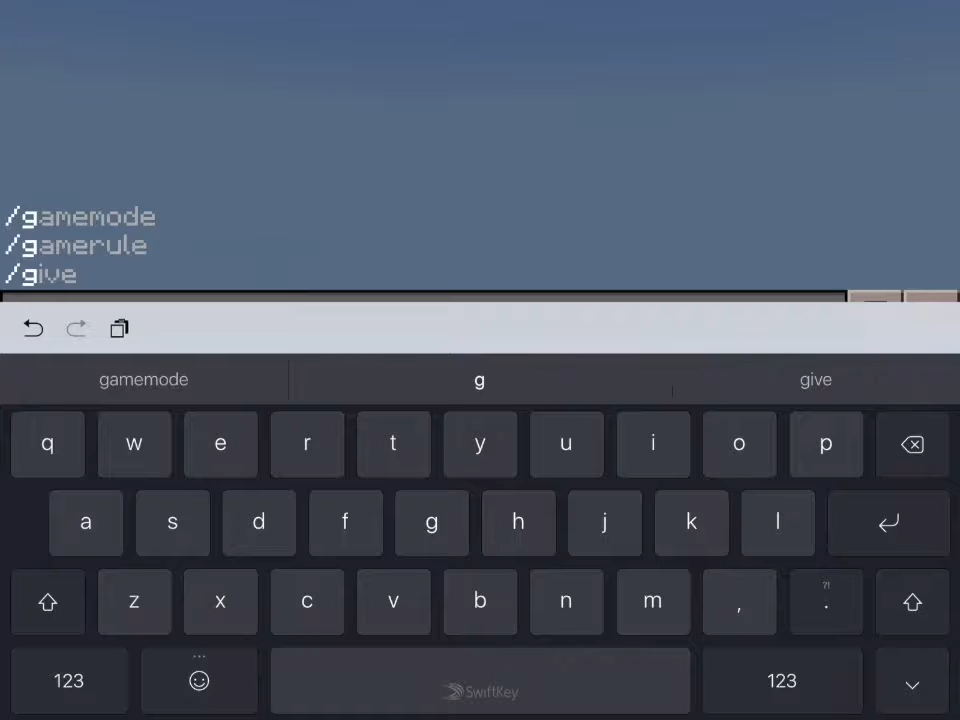 /gamemode
/gamerule
/give
gamemode g give
q w e r t y u i o p
a s d f g h j k l
z x c v b n m , ?! .
123 SwiftKey 123